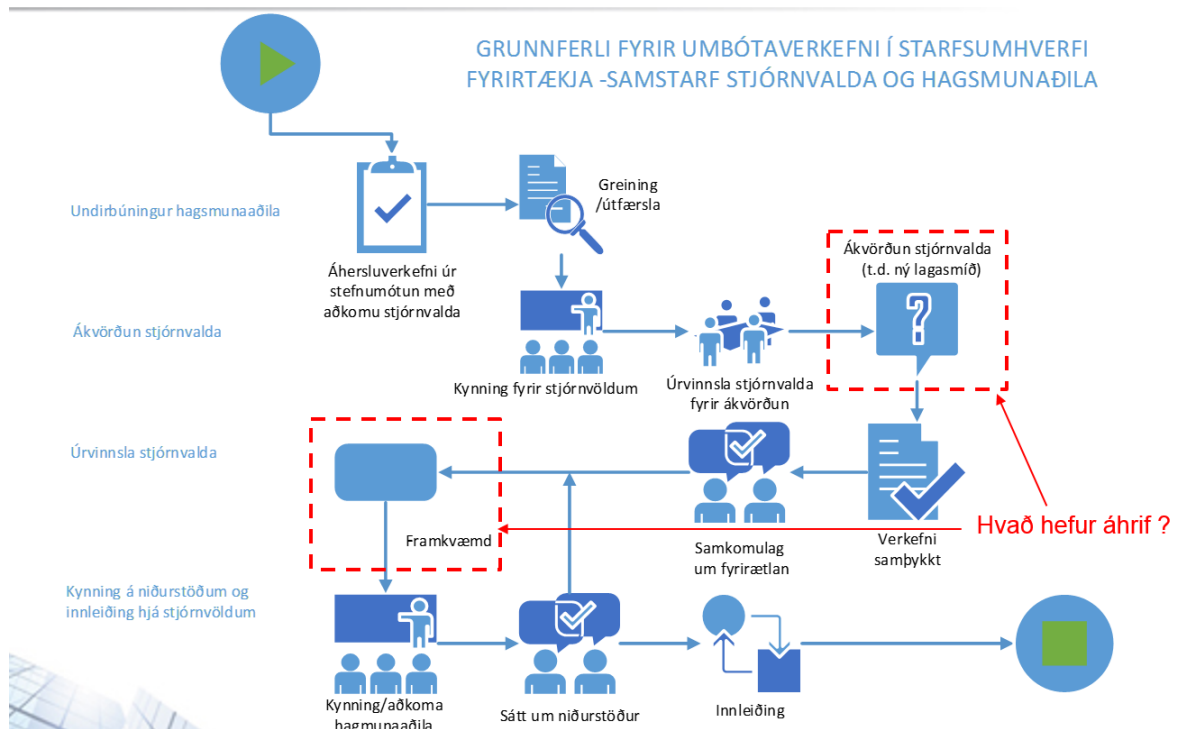 GRUNNFERLI FYRIR UMBÓTAVERKEFNI Í STARFSUMHVERFI
FYRIRTÆKJA -SAMSTARF STJÓRNVALDA OG HAGSMUNAÐILA
Undirbúningur hagsmunaaðila
Áhersluverkefni úr
stefnumótun með
aðkomu stjórnvalda
Greining
/útfærsla
Ákvörðun stjórnvalda
Kynning fyrir stjórnvöldum
Úrvinnsla stjórnvalda
fyrir ákvörðun
Ákvörðun stjórnvalda
(t.d. ný lagasmíð)
?
Úrvinnsla stjórnvalda
Framkvæmd
Samkomulag
um fyrirætlan
Verkefni
samþykkt
Hvað hefur áhrif ?
Kynning á niðurstöðum og
innleiðing hjá stjórnvöldum
Kynning/aðkoma
hagmunaaðila
Sátt um niðurstöður
Innleiðing